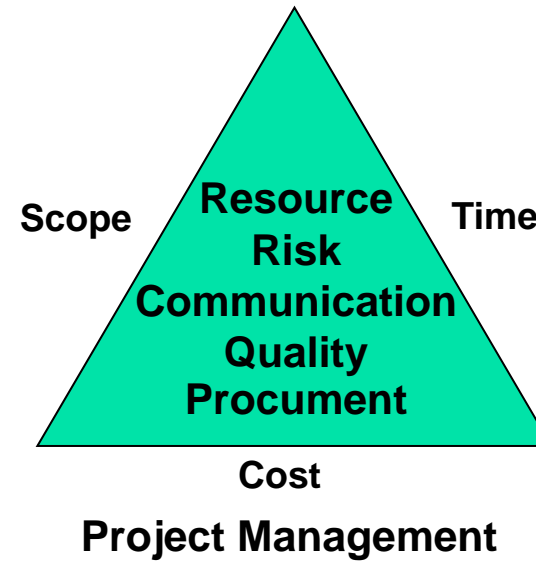 Scope
Resource
Risk
Communication
Quality
Procument
Time
Cost
Project Management